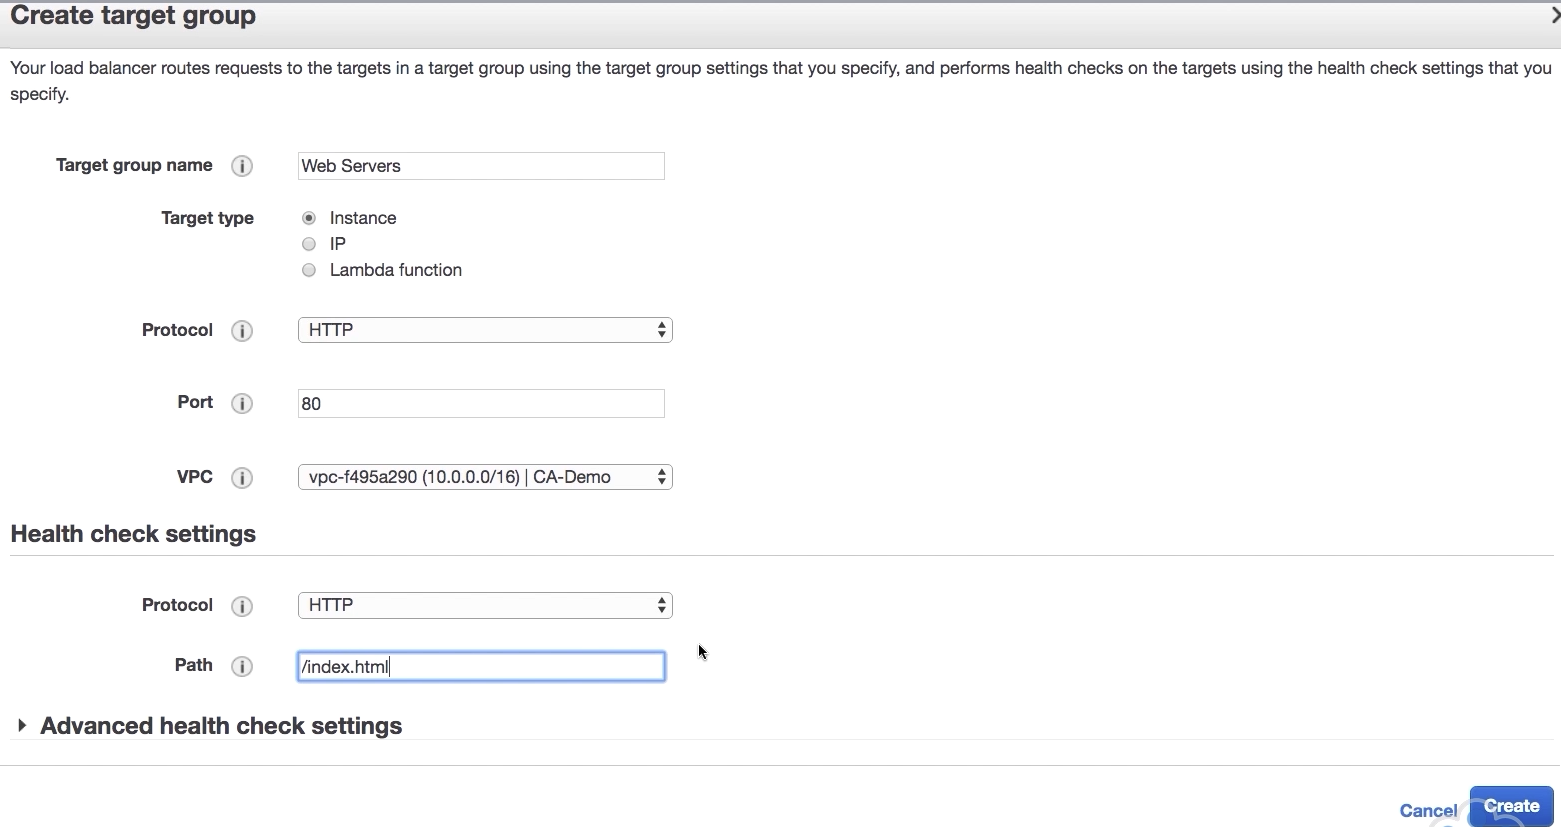 Create target group
Your load balancer routes requests to the targets in a target group using the target group settings that you specify, and performs health checks on the targets using the health check settings that you
specify.
Target group name
Web Servers
Target type
Instance
IP
Lambda function
Protocol
HTTP
Port
80
VPC
vpc-f495a290 (10.0.0.0/16) | CA-Demo
Health check settings
Protocol
HTTP
Path
/index.html
Advanced health check settings
Cancel
Create